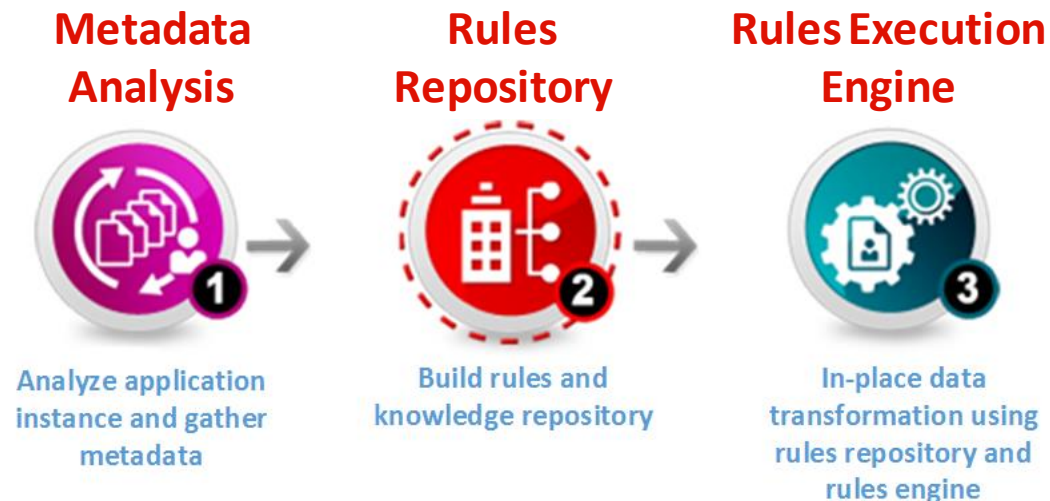 Metadata
Analysis
Rules
Repository
Rules Execution
Engine
1
2
3
Analyze application
instance and gather
metadata
Build rules and
knowledge repository
In-place data
transformation using
rules repository and
rules engine